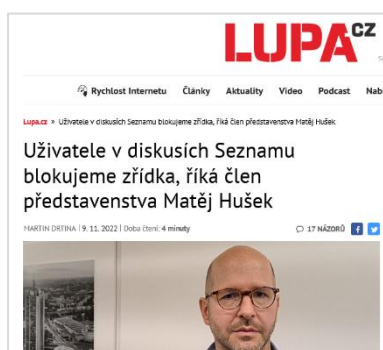 LUPA.CZ
Rychlost Internetu Články Aktuality Video Podcast Nab
Lupa.cz » Uživatele v diskusích Seznamu blokujeme zřídka, říká člen představenstva Matěj Hušek
Uživatele v diskusích Seznamu
blokujeme zřídka, říká člen
představenstva Matěj Hušek
MARTIN DRTINA | 9. 11. 2022 | Doba čtení: 4 minuty 17 NÁZORŮ